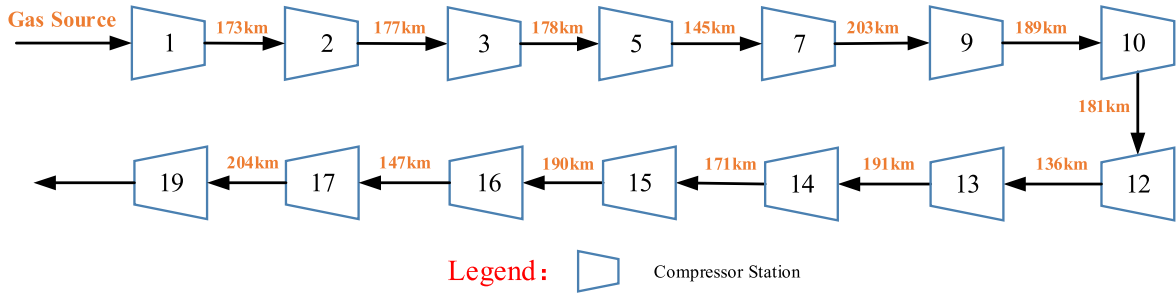 Gas Source 1 173km 2 177km 3 178km 5 145km 7 203km 9 189km 10
181km
19 204km 17 147km 16 190km 15 171km 14 191km 13 136km 12
Legend： Compressor Station